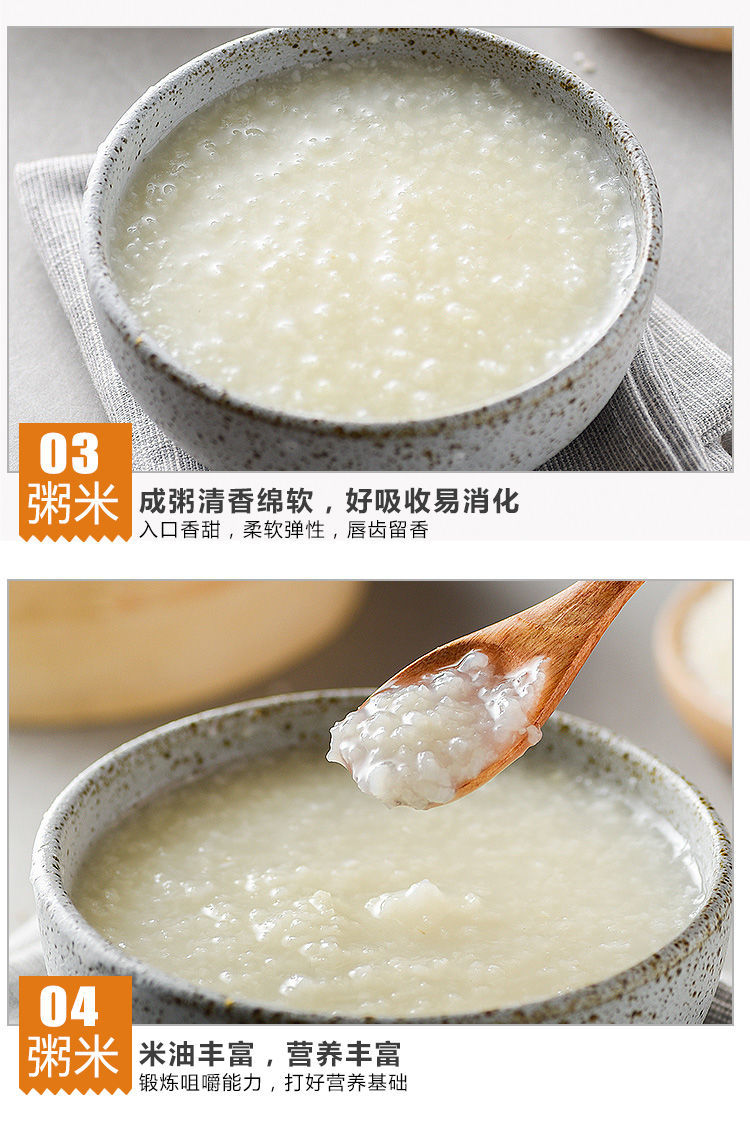 03
粥米
成粥清香绵软，好吸收易消化
入口香甜，柔软弹性，唇齿留香
04
粥米
米油丰富，营养丰富
锻炼咀嚼能力，打好营养基础